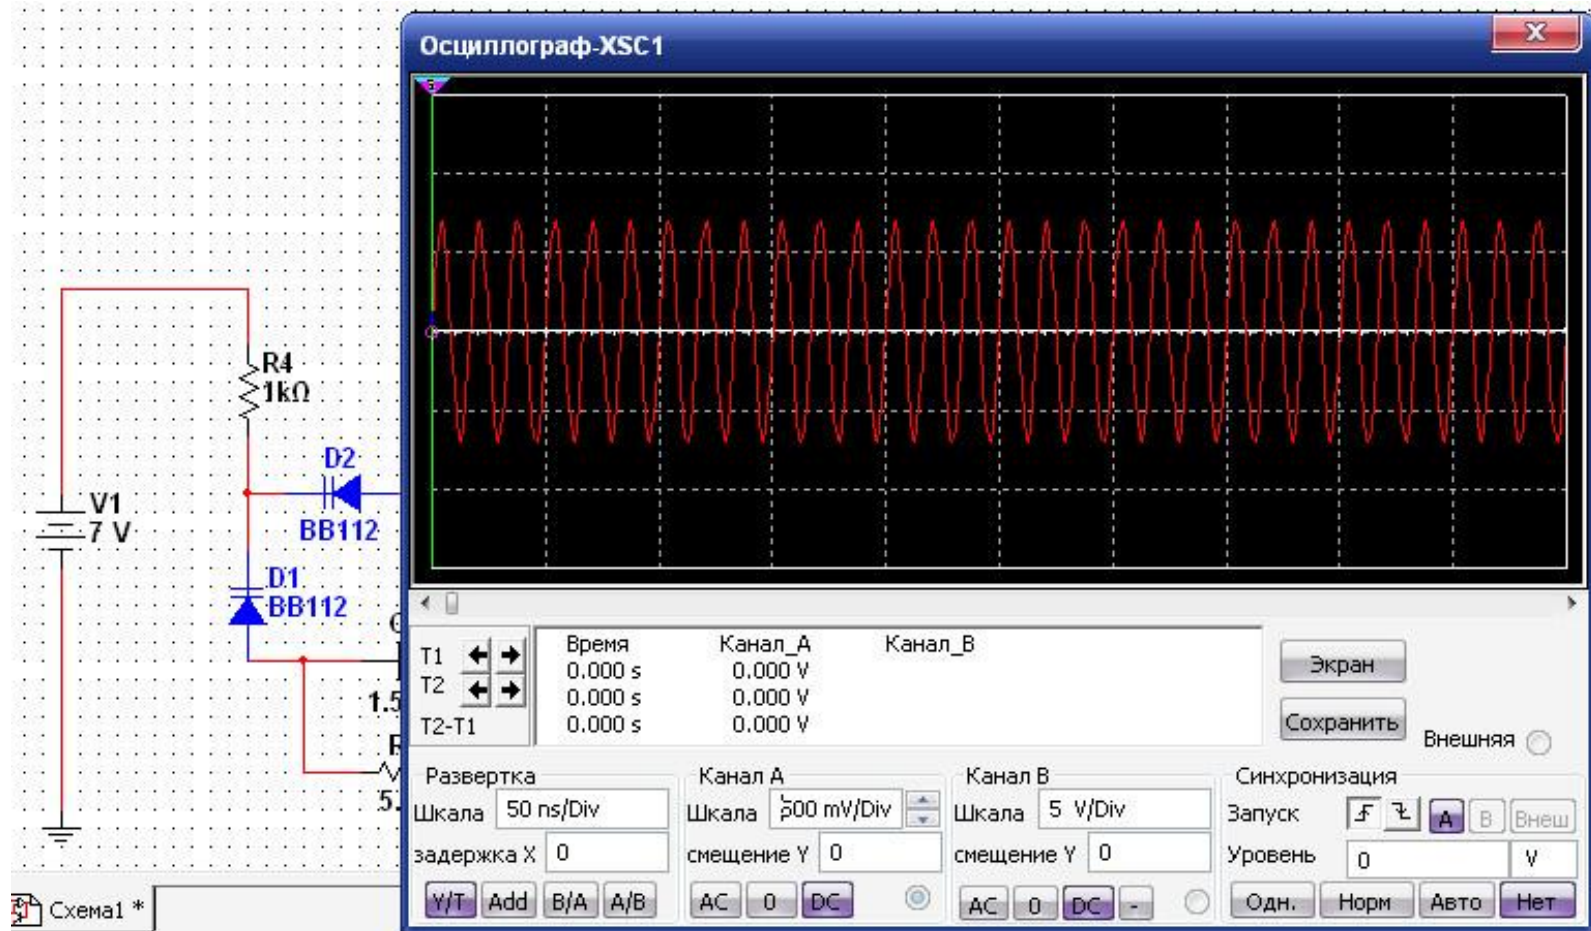 Осциллограф-XSC1
X
R4
1kΩ
D2
BB112
V1
7 V
D1
BB112
1.5
R
5.
T1
T2
T2-T1
Время Канал_A Канал_B
0.000 s 0.000 V
0.000 s 0.000 V
0.000 s 0.000 V
Экран
Сохранить
Внешняя
Развертка
Шкала 50 ns/Div
задержка X 0
Y/T Add B/A A/B
Канал A
Шкала 500 mV/Div
смещение Y 0
AC 0 DC
Канал B
Шкала 5 V/Div
смещение Y 0
AC 0 DC -
Синхронизация
Запуск A B Внеш
Уровень 0 V
Одн. Норм Авто Нет
Схема1 *